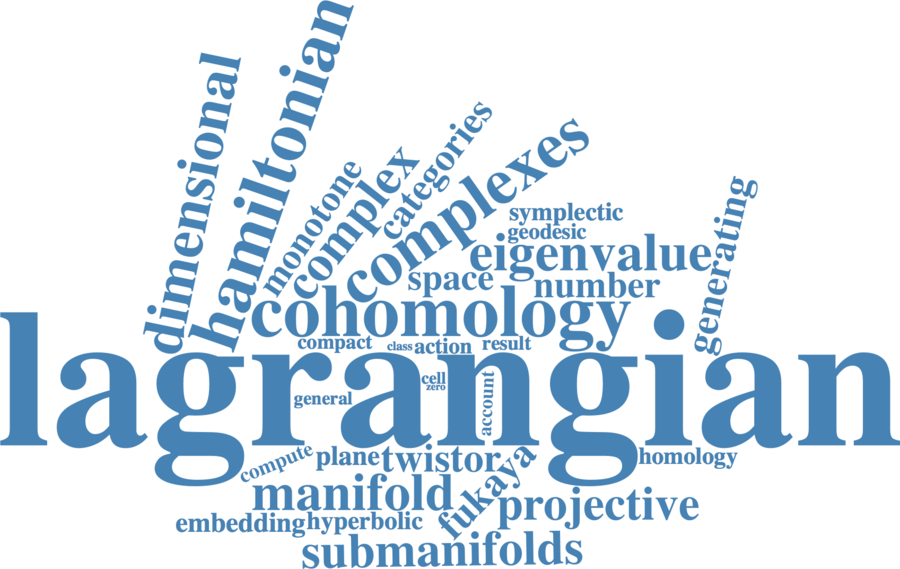 dimensional
hamiltonian
monotone
complex
categories
complexes
symplectic
geodesic
eigenvalue
generating
space
number
cohomology
compact
class
action
result
lagrangian
cell
zero
general
account
compute
plane
twistor
fukaya
homology
manifold
projective
embedding
hyperbolic
submanifolds